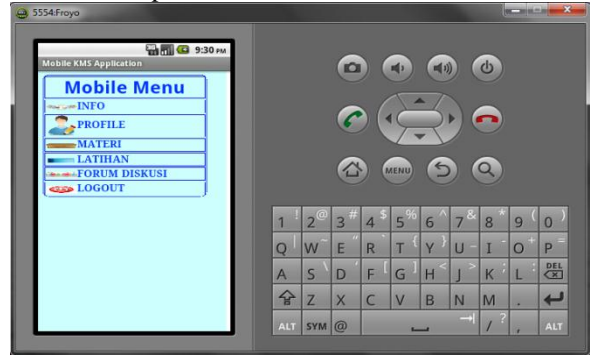 5554:Froyo
3G 9:30 PM
Mobile KMS Application
Mobile Menu
INFO
PROFILE
MATERI
LATIHAN
FORUM DISKUSI
LOGOUT
MENU
1 ! 2 @ 3 # 4 $ 5 % 6 ^ 7 & 8 * 9 ( 0 )
Q | W ~ E " R ` T { Y } U _ I - O + P =
A S \ D ' F [ G ] H < J > K ; L : DEL
Z X C V B N M .
ALT SYM @ / ? , ALT